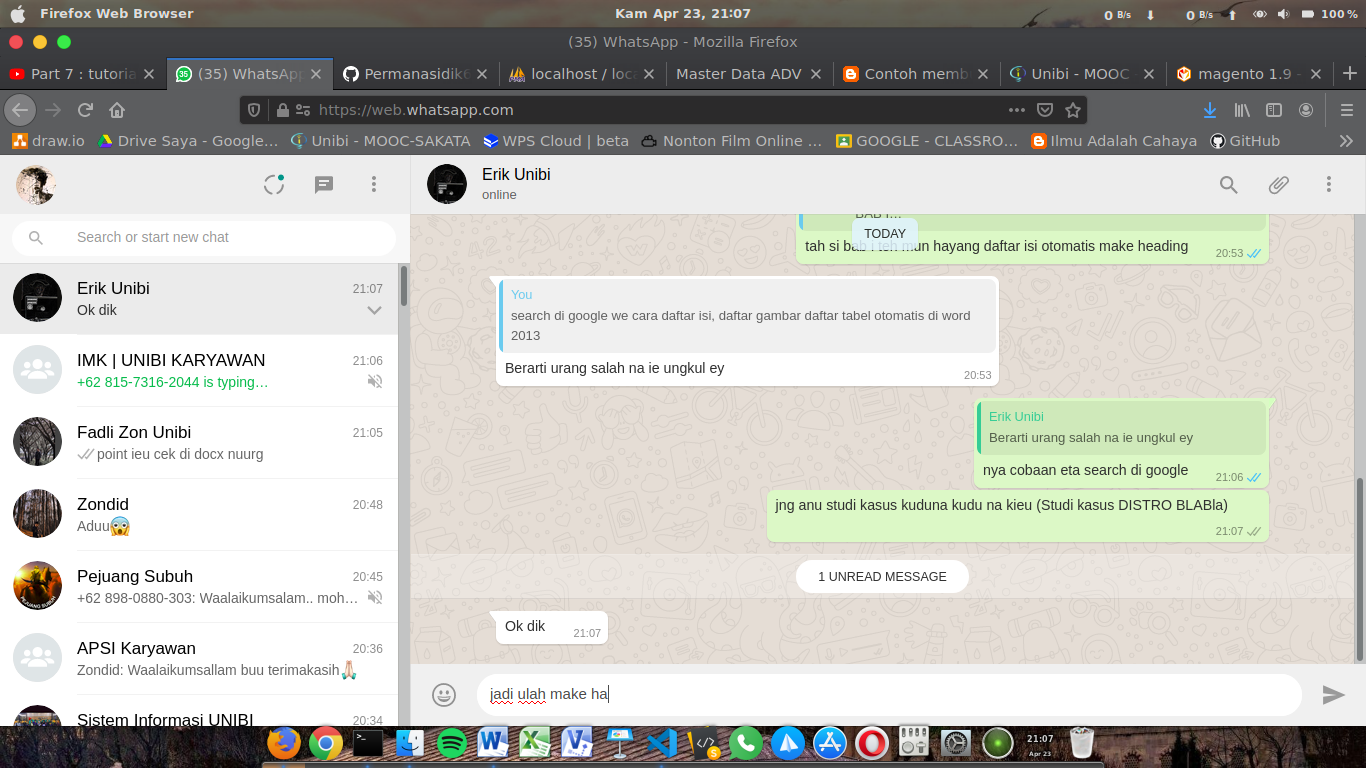 Firefox Web Browser
Kam Apr 23, 21:07
0 B/s 0 B/s 100 %
(35) WhatsApp - Mozilla Firefox
Part 7 : tutoria
(35) WhatsApp
Permanasidik6
localhost / loca
Master Data ADV
Contoh memb
Unibi - MOOC
magento 1.9 -
https://web.whatsapp.com
draw.io
Drive Saya - Google…
Unibi - MOOC-SAKATA
WPS Cloud | beta
Nonton Film Online …
GOOGLE - CLASSRO…
Ilmu Adalah Cahaya
GitHub
Search or start new chat
Erik Unibi 21:07
Ok dik
IMK | UNIBI KARYAWAN 21:06
+62 815-7316-2044 is typing…
Fadli Zon Unibi 21:05
point ieu cek di docx nuurg
Zondid 20:48
Aduu😱
Pejuang Subuh 20:45
+62 898-0880-303: Waalaikumsalam.. moh…
APSI Karyawan 20:36
Zondid: Waalaikumsallam buu terimakasih🙏🏻
Sistem Informasi UNIBI 20:34
Erik Unibi
online
BAB I…
TODAY
tah si bab i teh mun hayang daftar isi otomatis make heading 20:53
You
search di google we cara daftar isi, daftar gambar daftar tabel otomatis di word
2013
Berarti urang salah na ie ungkul ey 20:53
Erik Unibi
Berarti urang salah na ie ungkul ey
nya cobaan eta search di google 21:06
jng anu studi kasus kuduna kudu na kieu (Studi kasus DISTRO BLABla)
21:07
1 UNREAD MESSAGE
Ok dik 21:07
jadi ulah make ha
21:07
Apr 23